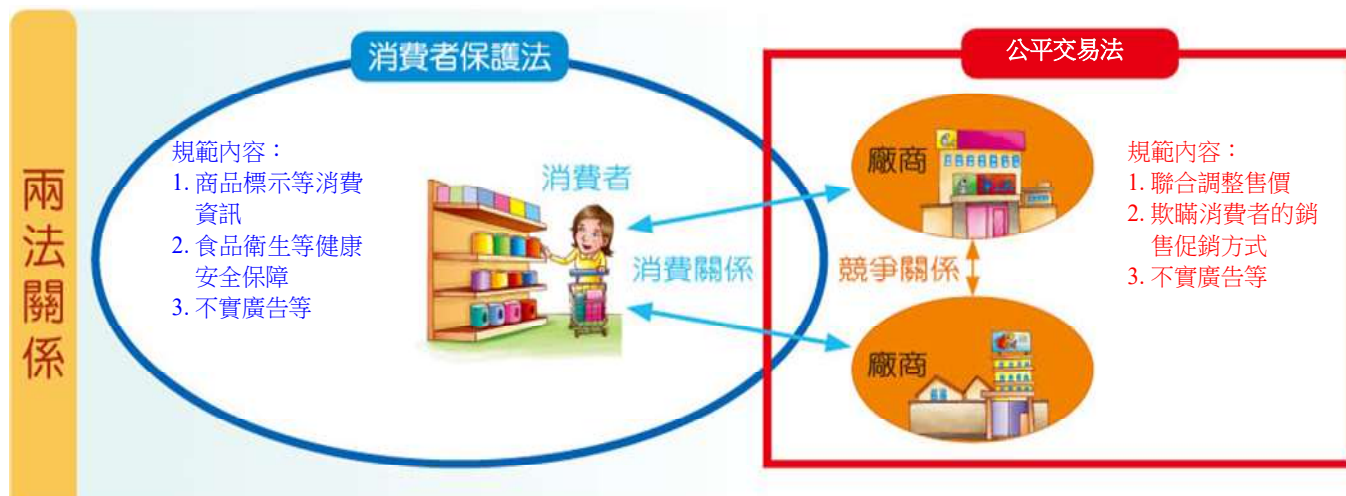 兩法關係
消費者保護法
規範內容：
1. 商品標示等消費
資訊
2. 食品衛生等健康
安全保障
3. 不實廣告等
消費者
消費關係
公平交易法
廠商
競爭關係
廠商
規範內容：
1. 聯合調整售價
2. 欺瞞消費者的銷
售促銷方式
3. 不實廣告等